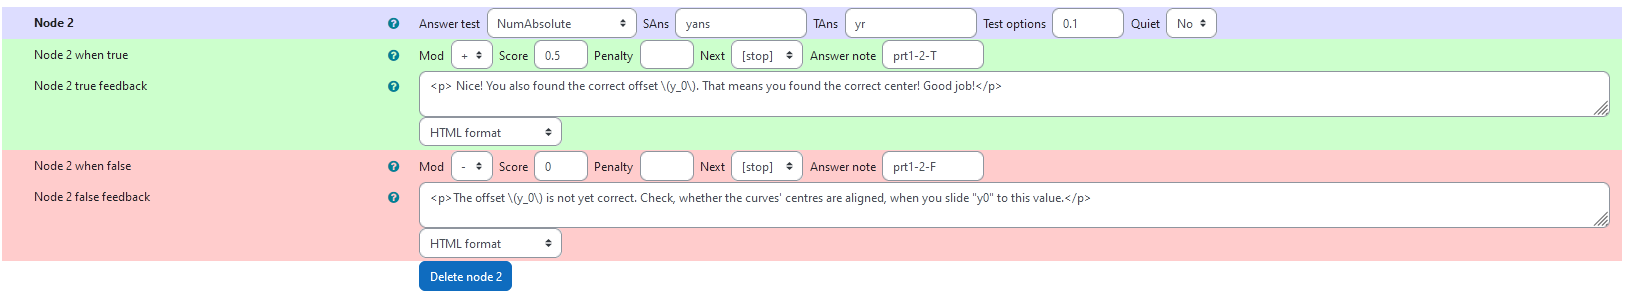 Node 2 Answer test NumAbsolute SAns yans TAns yr Test options 0.1 Quiet No
Node 2 when true Mod + Score 0.5 Penalty Next [stop] Answer note prt1-2-T
Node 2 true feedback <p> Nice! You also found the correct offset \(y_0\). That means you found the correct center! Good job!</p>
HTML format
Node 2 when false Mod - Score 0 Penalty Next [stop] Answer note prt1-2-F
Node 2 false feedback <p>The offset \(y_0\) is not yet correct. Check, whether the curves' centres are aligned, when you slide "y0" to this value.</p>
HTML format
Delete node 2